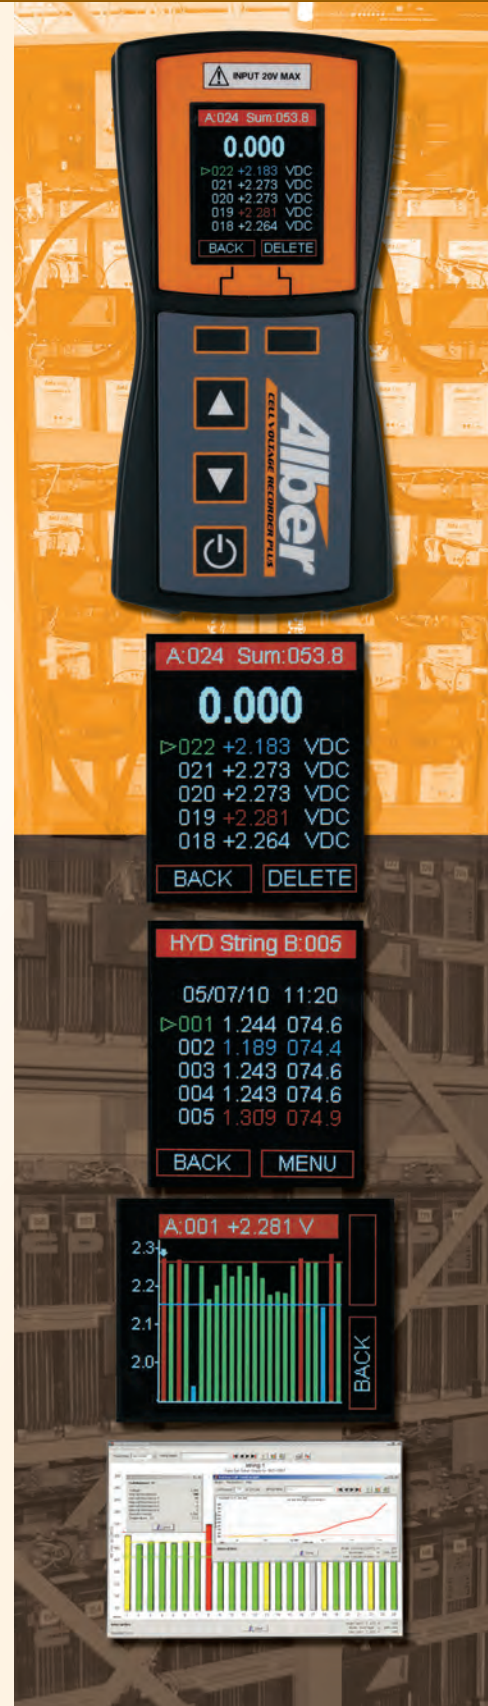 INPUT 20V MAX
A:024 Sum:053.8
0.000
▷022 +2.183 VDC
021 +2.273 VDC
020 +2.273 VDC
019 +2.281 VDC
018 +2.264 VDC
BACK DELETE
Alber
CELL VOLTAGE RECORDER PLUS
A:024 Sum:053.8
0.000
▷022 +2.183 VDC
021 +2.273 VDC
020 +2.273 VDC
019 +2.281 VDC
018 +2.264 VDC
BACK DELETE
HYD String B:005
05/07/10 11:20
▷001 1.244 074.6
002 1.189 074.4
003 1.243 074.6
004 1.243 074.6
005 1.309 074.9
BACK MENU
A:001 +2.281 V
2.3
2.2
2.1
2.0
BACK
String 1